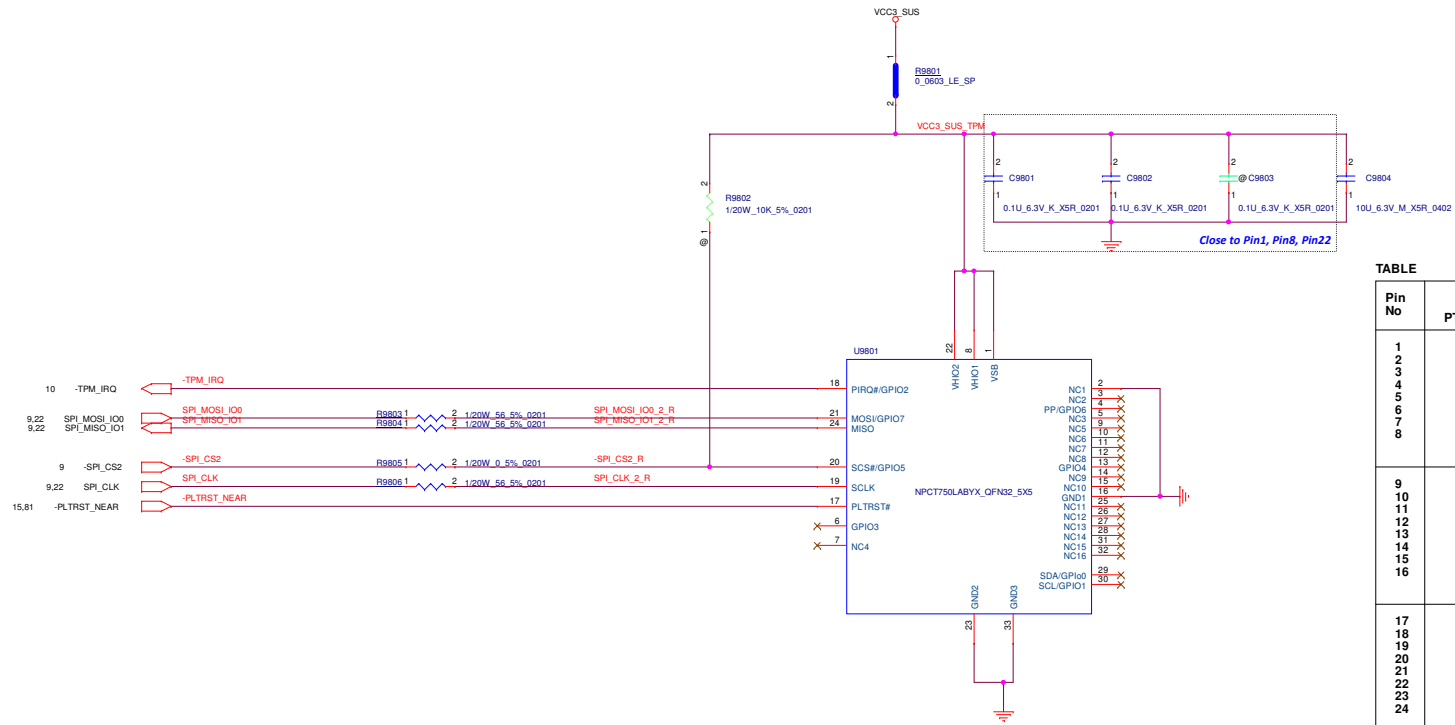 VCC3_SUS
1
R9801
0_0603_LE_SP
2
VCC3_SUS_TPM
2
R9802
1/20W_10K_5%_0201
1
@
2
C9801
1
0.1U_6.3V_K_X5R_0201
2
C9802
1
0.1U_6.3V_K_X5R_0201
2
@ C9803
1
0.1U_6.3V_K_X5R_0201
2
C9804
1
10U_6.3V_M_X5R_0402
Close to Pin1, Pin8, Pin22
TABLE
Pin
No
PT
1
2
3
4
5
6
7
8
9
10
11
12
13
14
15
16
17
18
19
20
21
22
23
24
U9801
22
8
1
VHIO2
VHIO1
VSB
10 -TPM_IRQ
-TPM_IRQ
18 PIRQ#/GPIO2
9,22 SPI_MOSI_IO0
SPI_MOSI_IO0
R9803 1 2 1/20W_56_5%_0201
SPI_MOSI_IO0_2_R
21 MOSI/GPIO7
9,22 SPI_MISO_IO1
SPI_MISO_IO1
R9804 1 2 1/20W_56_5%_0201
SPI_MISO_IO1_2_R
24 MISO
9 -SPI_CS2
-SPI_CS2
R9805 1 2 1/20W_0_5%_0201
-SPI_CS2_R
20 SCS#/GPIO5
9,22 SPI_CLK
SPI_CLK
R9806 1 2 1/20W_56_5%_0201
SPI_CLK_2_R
19 SCLK
15,81 -PLTRST_NEAR
-PLTRST_NEAR
17 PLTRST#
6 GPIO3
7 NC4
NPCT750LABYX_QFN32_5X5
NC1 2
NC2 3
PP/GPIO6 4
NC3 5
NC5 9
NC6 10
NC7 11
NC8 12
GPIO4 13
NC9 14
NC10 15
GND1 16
NC11 25
NC12 26
NC13 27
NC14 28
NC15 31
NC16 32
SDA/GPIo0 29
SCL/GPIO1 30
GND2
GND3
23
33